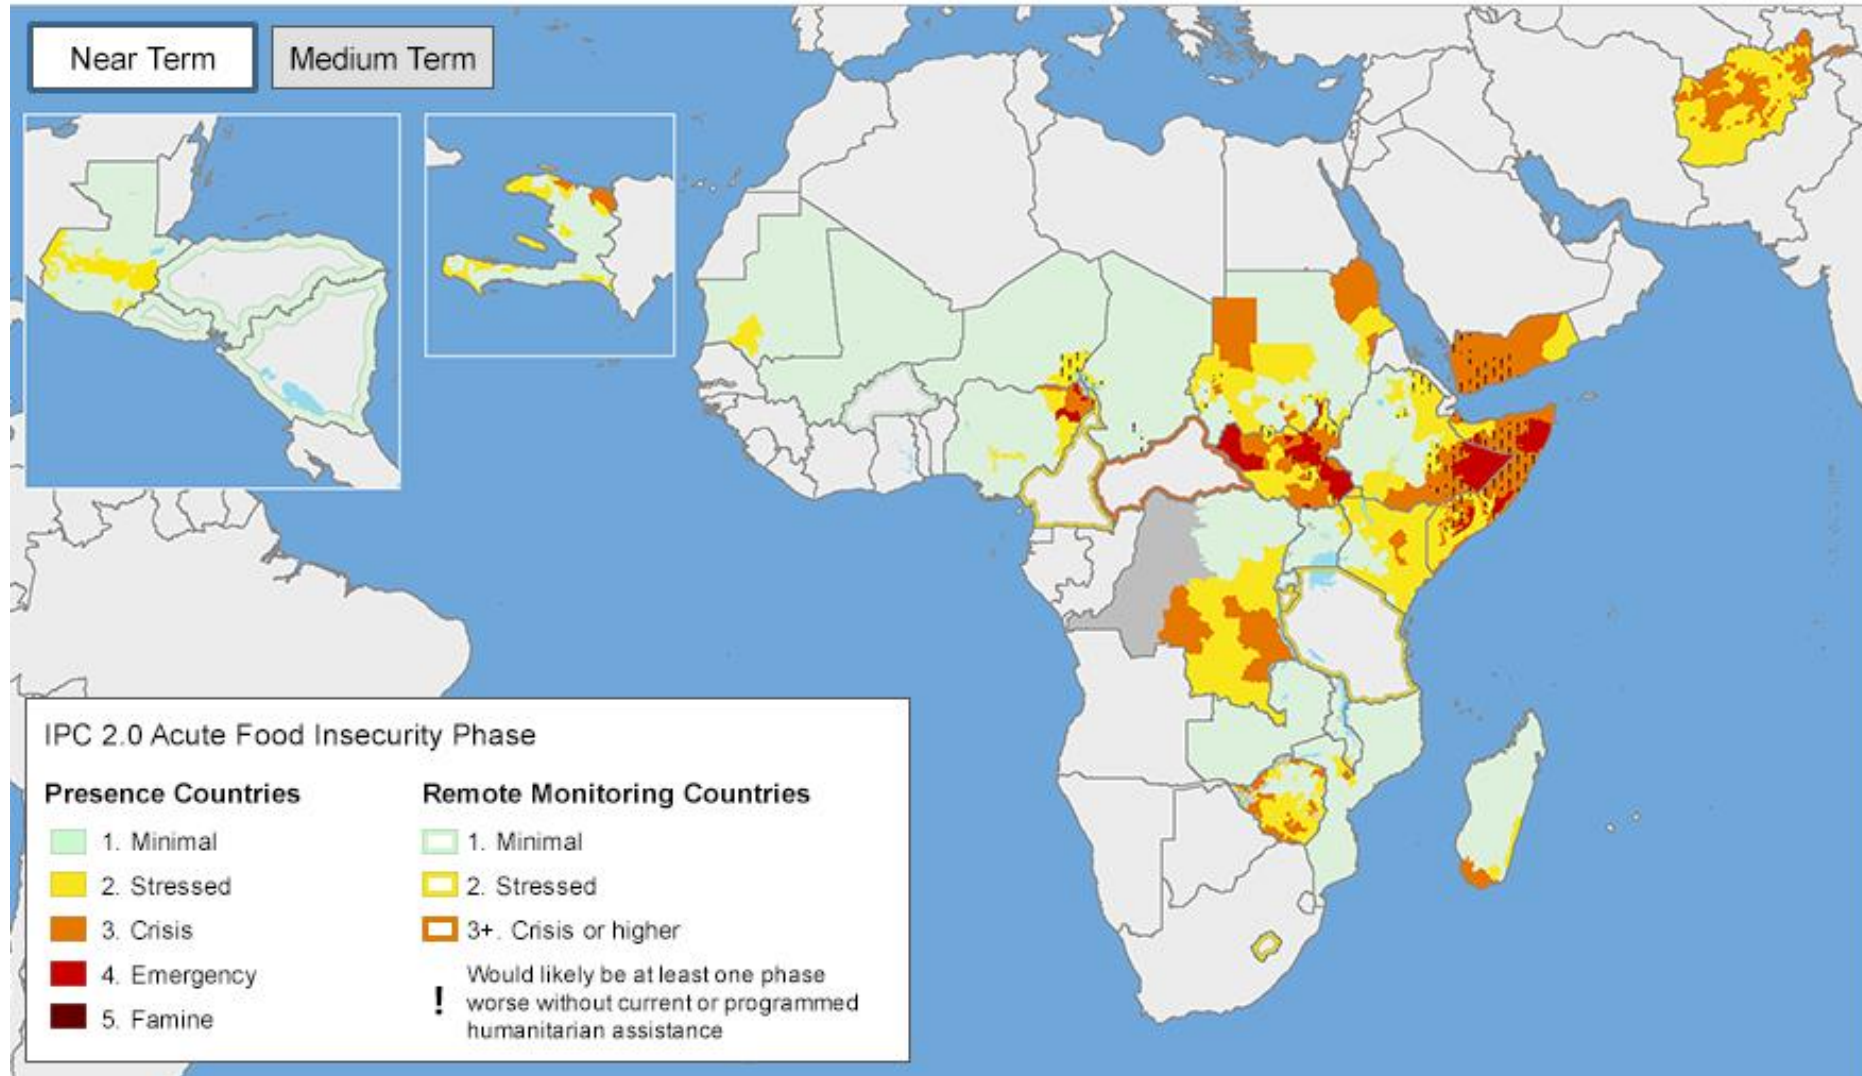 Near Term
Medium Term
IPC 2.0 Acute Food Insecurity Phase
Presence Countries
1. Minimal
2. Stressed
3. Crisis
4. Emergency
5. Famine
Remote Monitoring Countries
1. Minimal
2. Stressed
3+. Crisis or higher
! Would likely be at least one phase
worse without current or programmed
humanitarian assistance